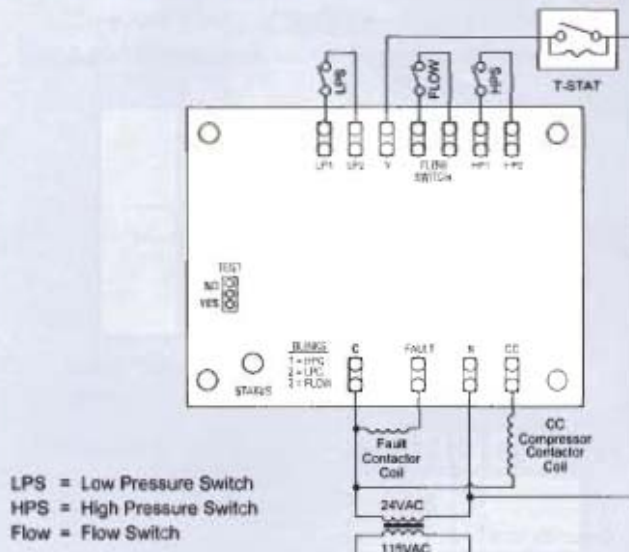 T-STAT
LPS
FLOW
HPS
LP1 LP2 Y FLOW SWITCH HP1 HP2
TEST
NO
YES
BLINKS
1 = HPC
2 = LPC
3 = FLOW
STATUS
C FAULT N CC
Fault
Contactor
Coil
CC
Compressor
Contactor
Coil
LPS = Low Pressure Switch
HPS = High Pressure Switch
Flow = Flow Switch
24VAC
115VAC